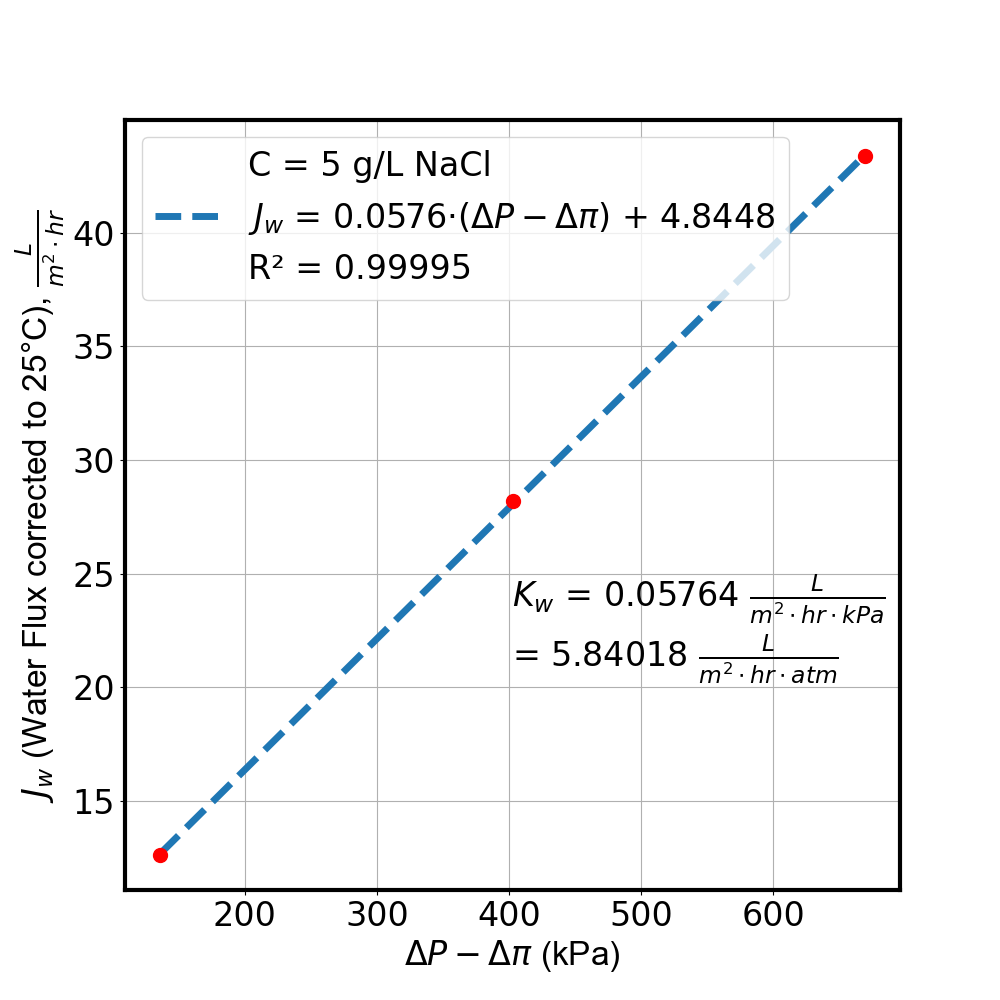 C = 5 g/L NaCl
J_w = 0.0576·(ΔP − Δπ) + 4.8448
R² = 0.99995
J_w (Water Flux corrected to 25°C), L/(m² · hr)
40
35
30
25
20
15
K_w = 0.05764 L/(m² · hr · kPa)
= 5.84018 L/(m² · hr · atm)
200 300 400 500 600
ΔP − Δπ (kPa)